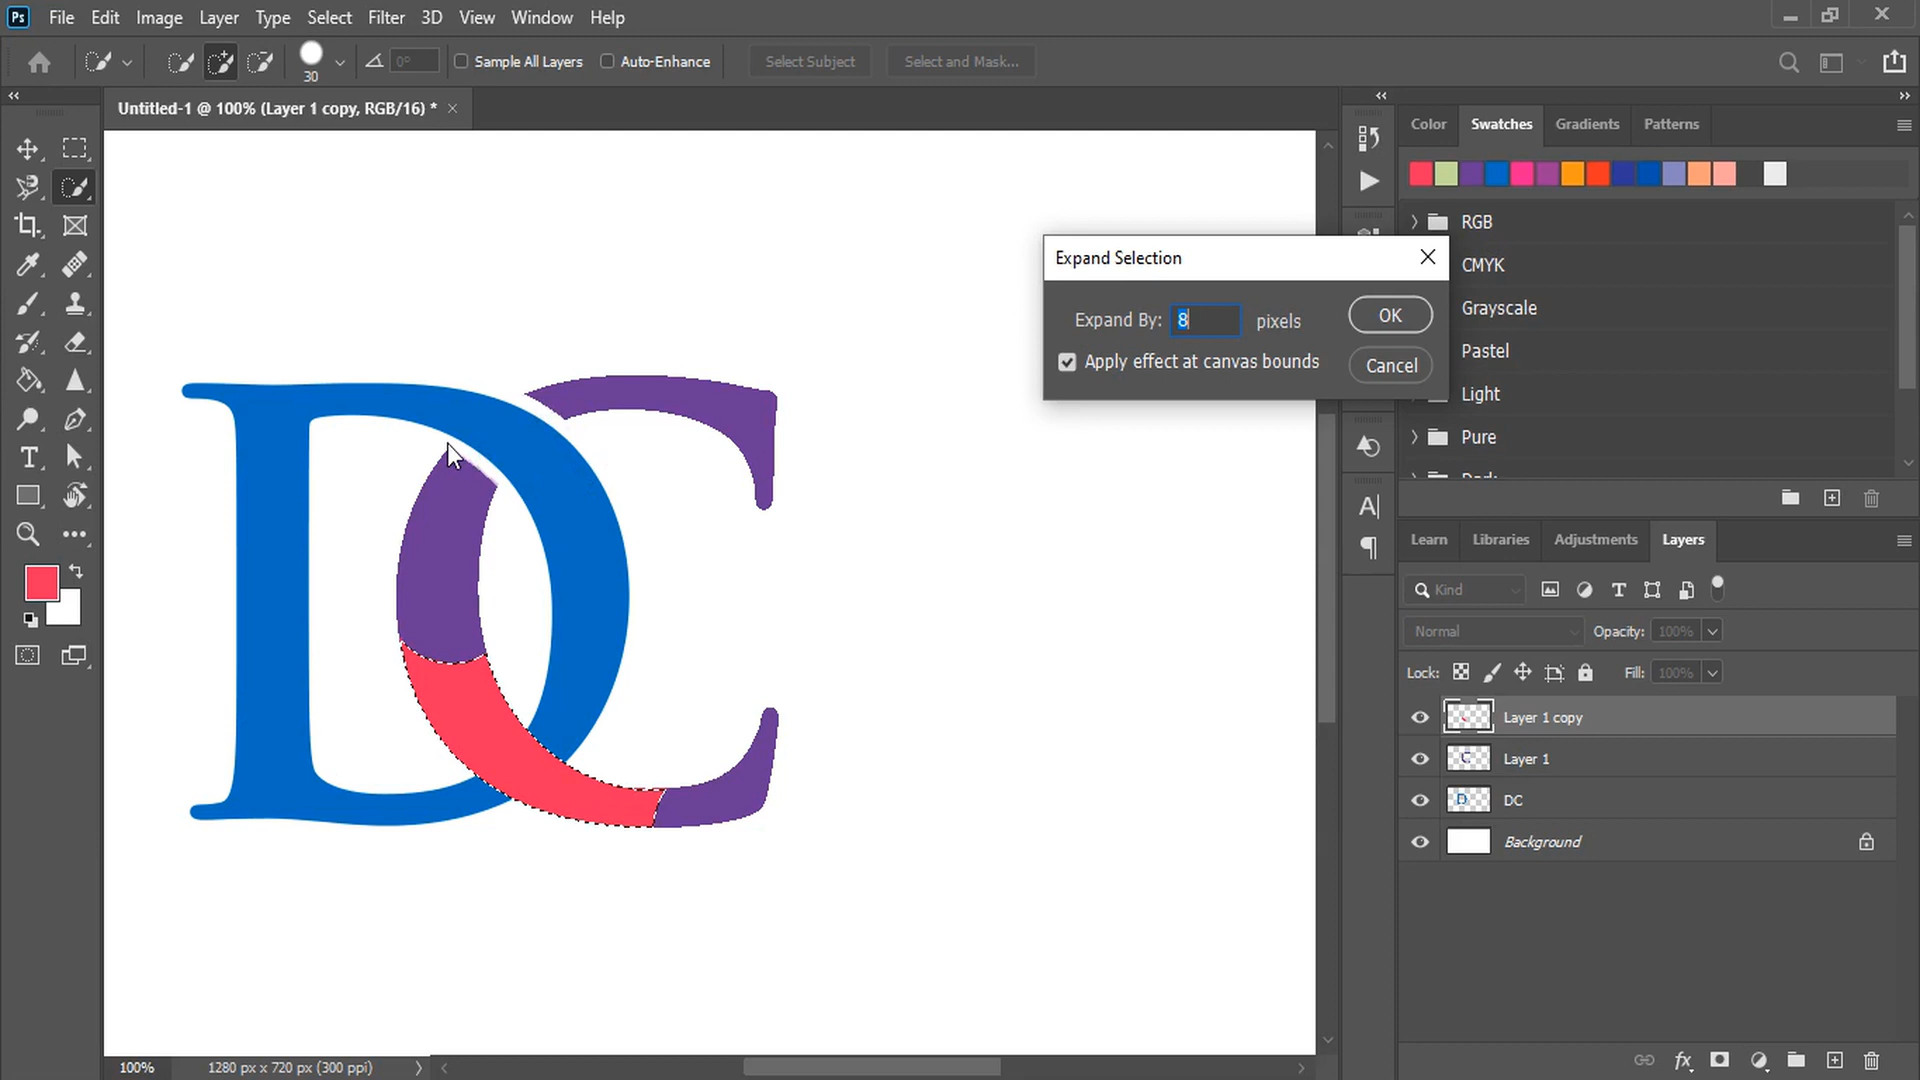 Ps File Edit Image Layer Type Select Filter 3D View Window Help
30 0° Sample All Layers Auto-Enhance Select Subject Select and Mask...
Untitled-1 @ 100% (Layer 1 copy, RGB/16) *
Color Swatches Gradients Patterns
RGB
CMYK
Grayscale
Pastel
Light
Pure
Expand Selection
Expand By: 8 pixels OK
Apply effect at canvas bounds Cancel
DC
Learn Libraries Adjustments Layers
Kind
Normal Opacity: 100%
Lock: Fill: 100%
Layer 1 copy
Layer 1
DC
Background
100% 1280 px x 720 px (300 ppi)